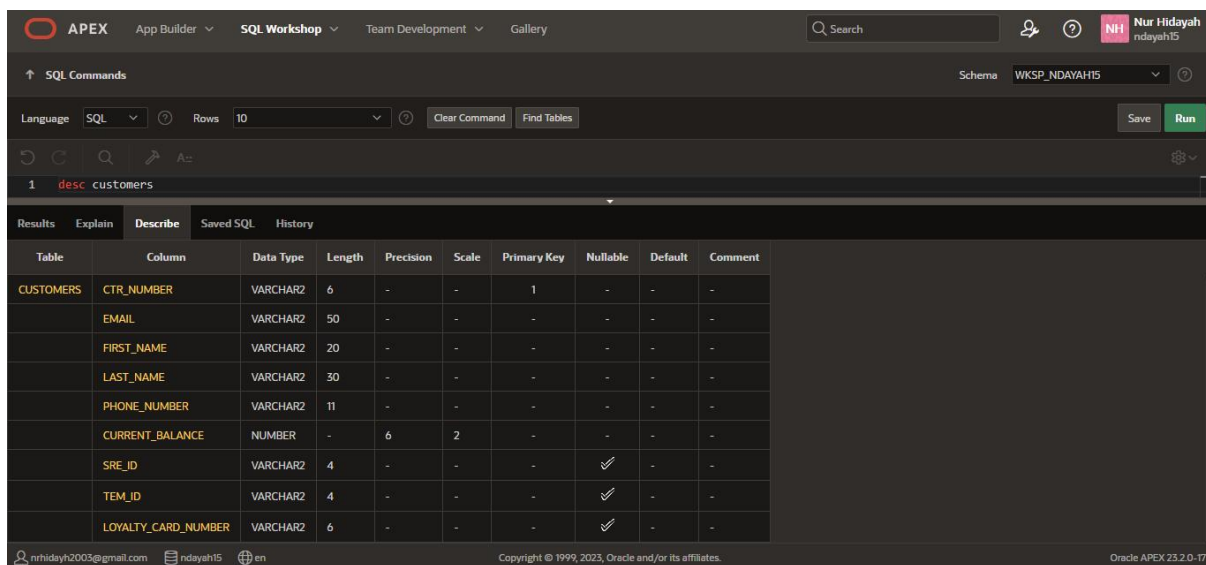 APEX App Builder SQL Workshop Team Development Gallery Search NH Nur Hidayah
ndayah15
↑ SQL Commands Schema WKSP_NDAYAH15
Language SQL Rows 10 Clear Command Find Tables Save Run
A::
1 desc customers
Results Explain Describe Saved SQL History
Table Column Data Type Length Precision Scale Primary Key Nullable Default Comment
CUSTOMERS CTR_NUMBER VARCHAR2 6 - - 1 - - -
EMAIL VARCHAR2 50 - - - - - -
FIRST_NAME VARCHAR2 20 - - - - - -
LAST_NAME VARCHAR2 30 - - - - - -
PHONE_NUMBER VARCHAR2 11 - - - - - -
CURRENT_BALANCE NUMBER - 6 2 - - - -
SRE_ID VARCHAR2 4 - - - ✓ - -
TEM_ID VARCHAR2 4 - - - ✓ - -
LOYALTY_CARD_NUMBER VARCHAR2 6 - - - ✓ - -
nrhidayh2003@gmail.com ndayah15 en Copyright © 1999, 2023, Oracle and/or its affiliates. Oracle APEX 23.2.0-17